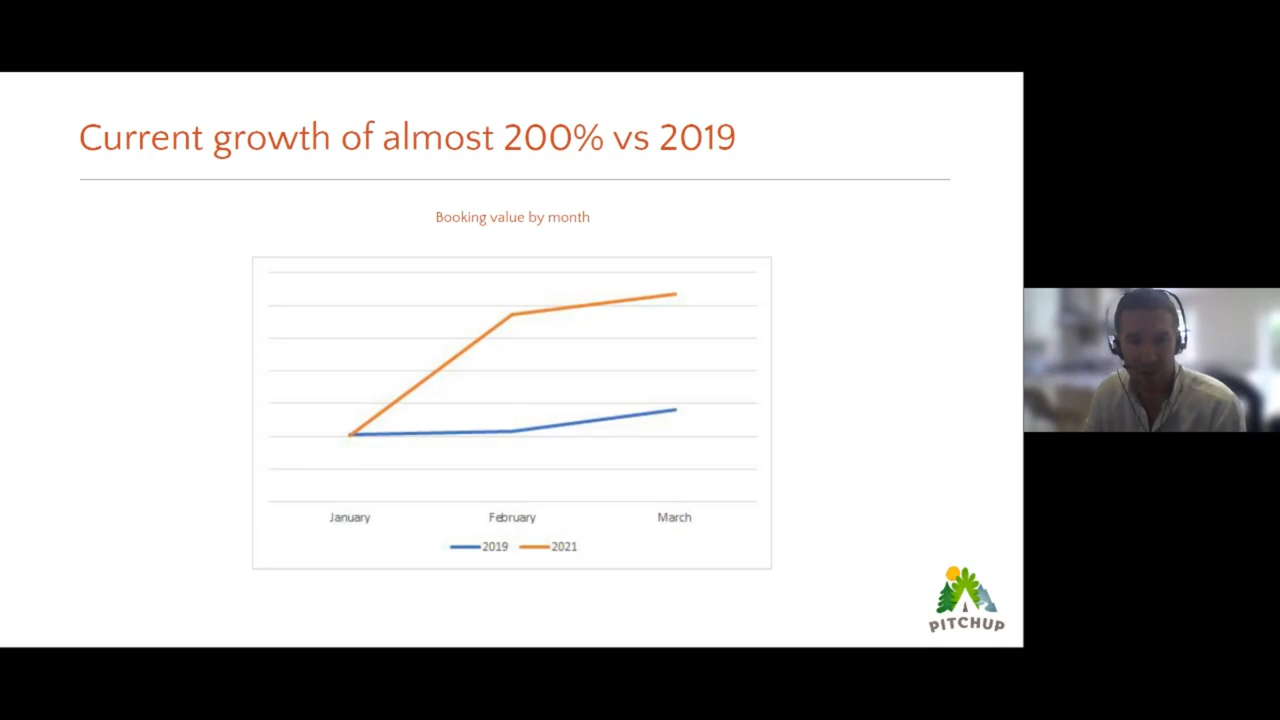 Current growth of almost 200% vs 2019
Booking value by month
January February March
2019 2021
PITCHUP